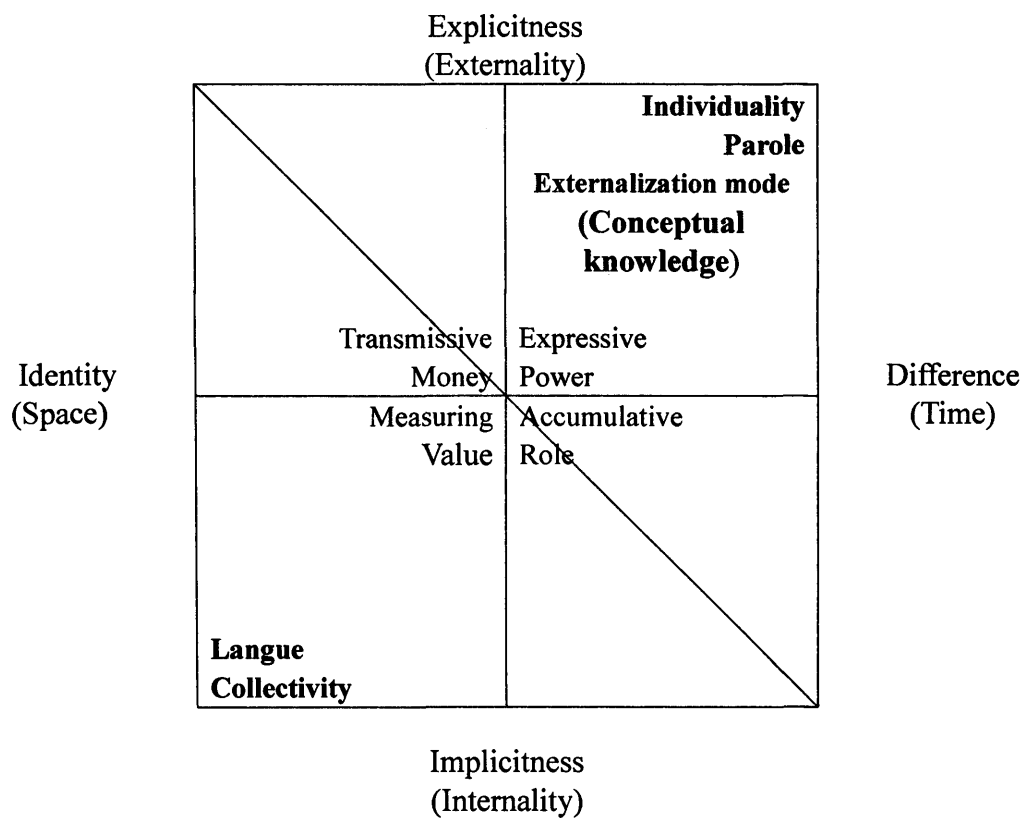 Explicitness
(Externality)
Individuality
Parole
Externalization mode
(Conceptual
knowledge)
Transmissive
Money
Expressive
Power
Identity
(Space)
Difference
(Time)
Measuring
Value
Accumulative
Role
Langue
Collectivity
Implicitness
(Internality)